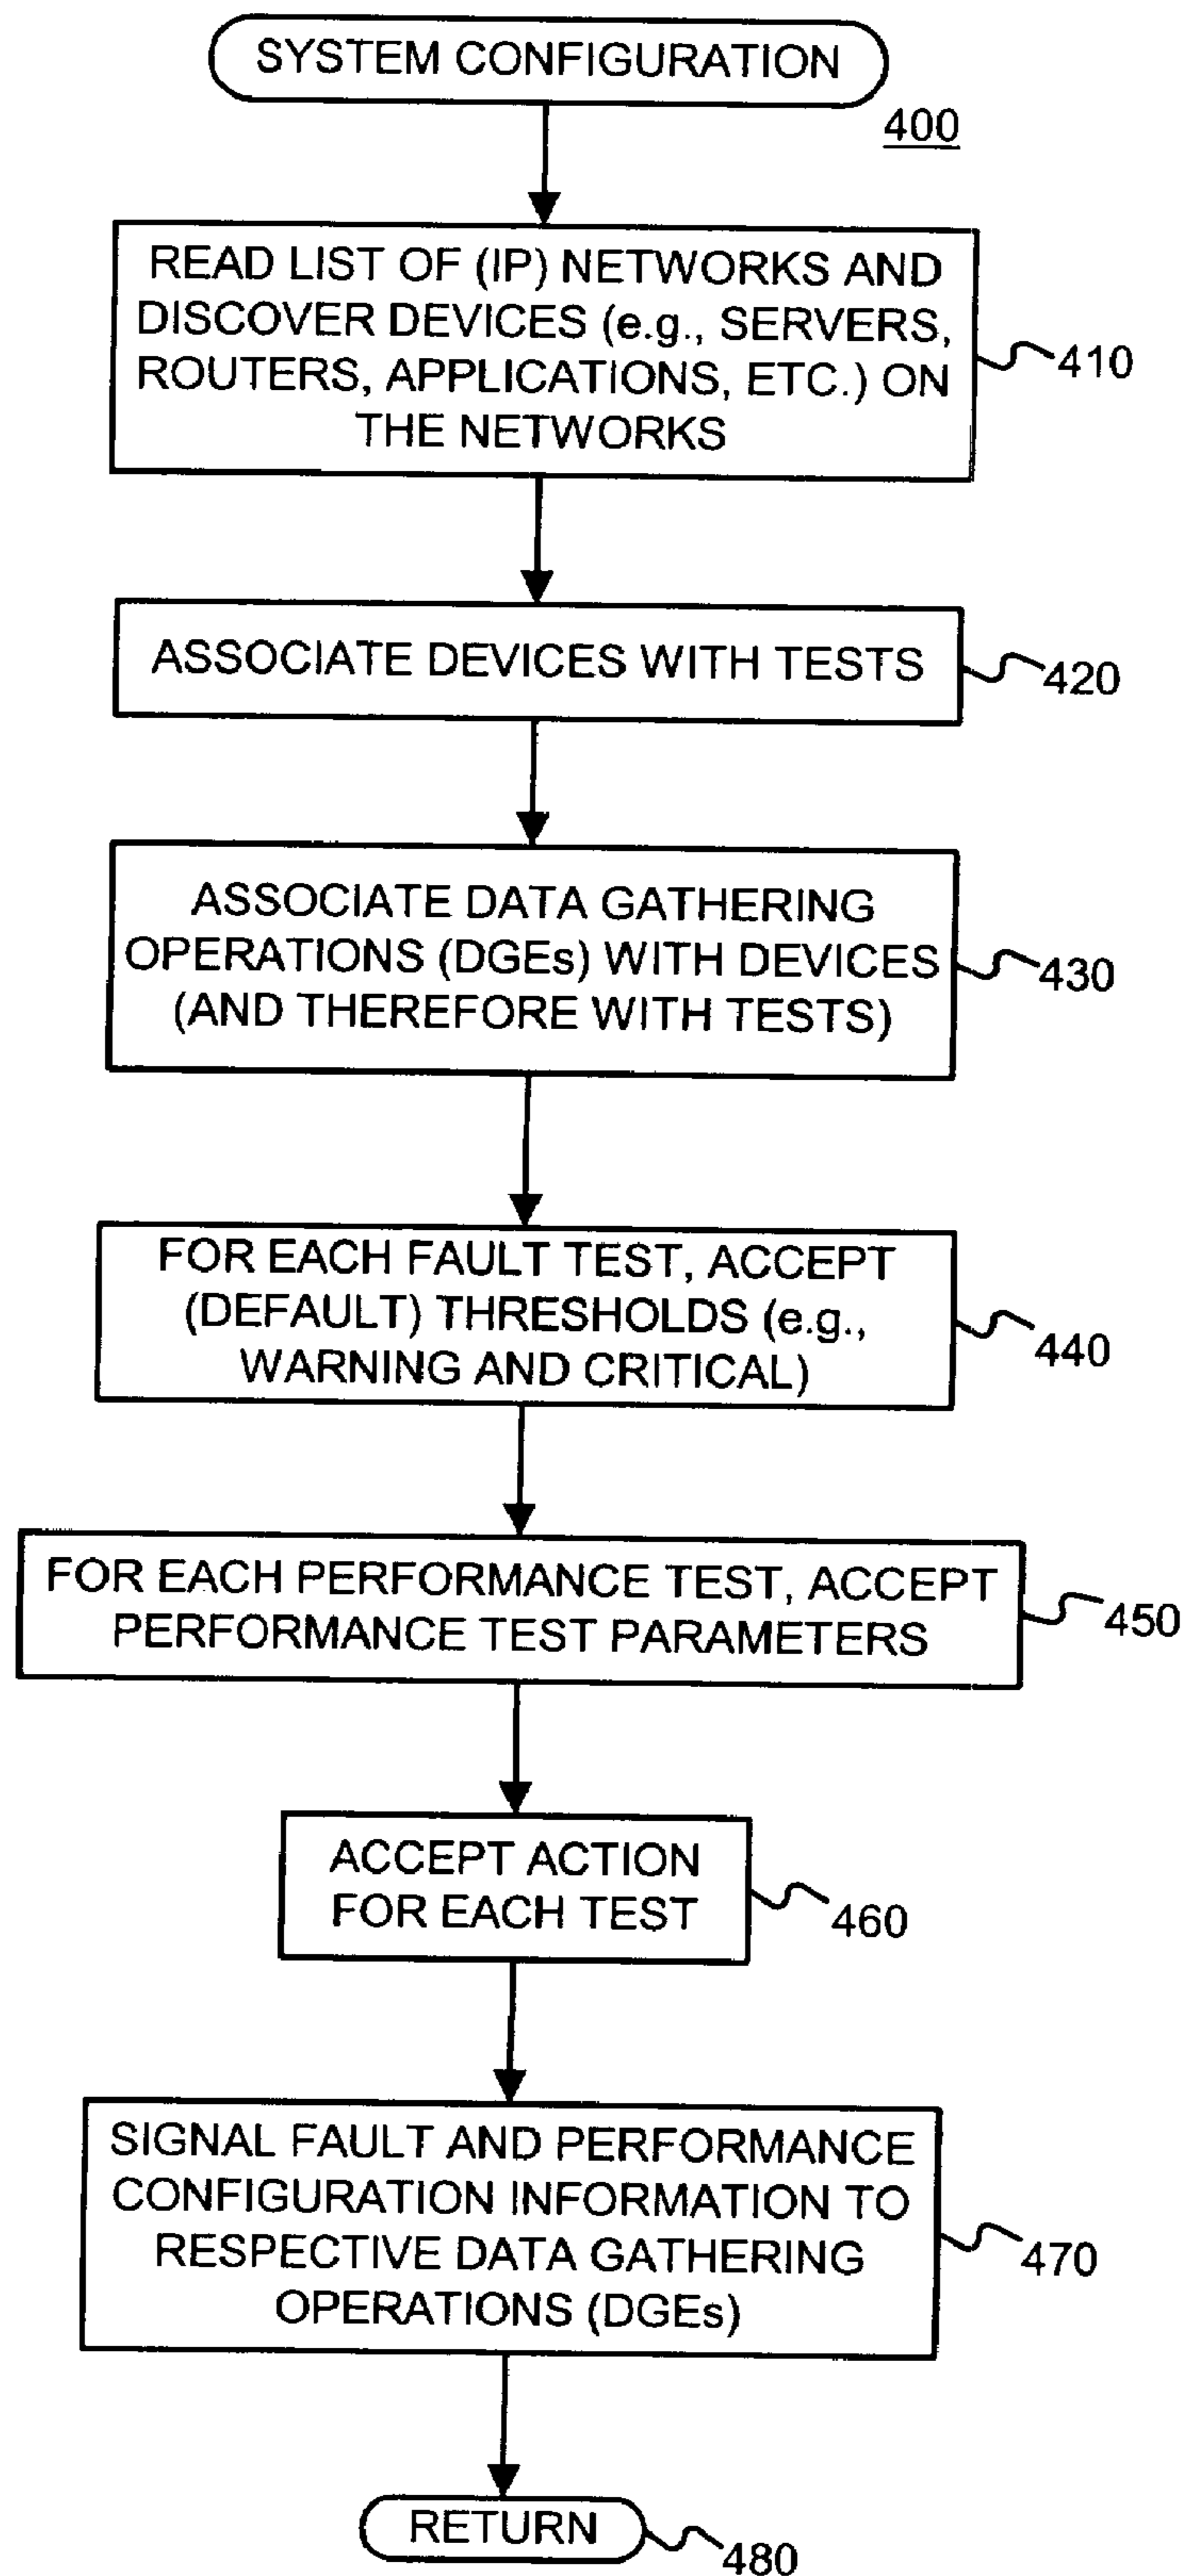 SYSTEM CONFIGURATION
400
READ LIST OF (IP) NETWORKS AND
DISCOVER DEVICES (e.g., SERVERS,
ROUTERS, APPLICATIONS, ETC.) ON
THE NETWORKS
410
ASSOCIATE DEVICES WITH TESTS
420
ASSOCIATE DATA GATHERING
OPERATIONS (DGEs) WITH DEVICES
(AND THEREFORE WITH TESTS)
430
FOR EACH FAULT TEST, ACCEPT
(DEFAULT) THRESHOLDS (e.g.,
WARNING AND CRITICAL)
440
FOR EACH PERFORMANCE TEST, ACCEPT
PERFORMANCE TEST PARAMETERS
450
ACCEPT ACTION
FOR EACH TEST
460
SIGNAL FAULT AND PERFORMANCE
CONFIGURATION INFORMATION TO
RESPECTIVE DATA GATHERING
OPERATIONS (DGEs)
470
RETURN
480